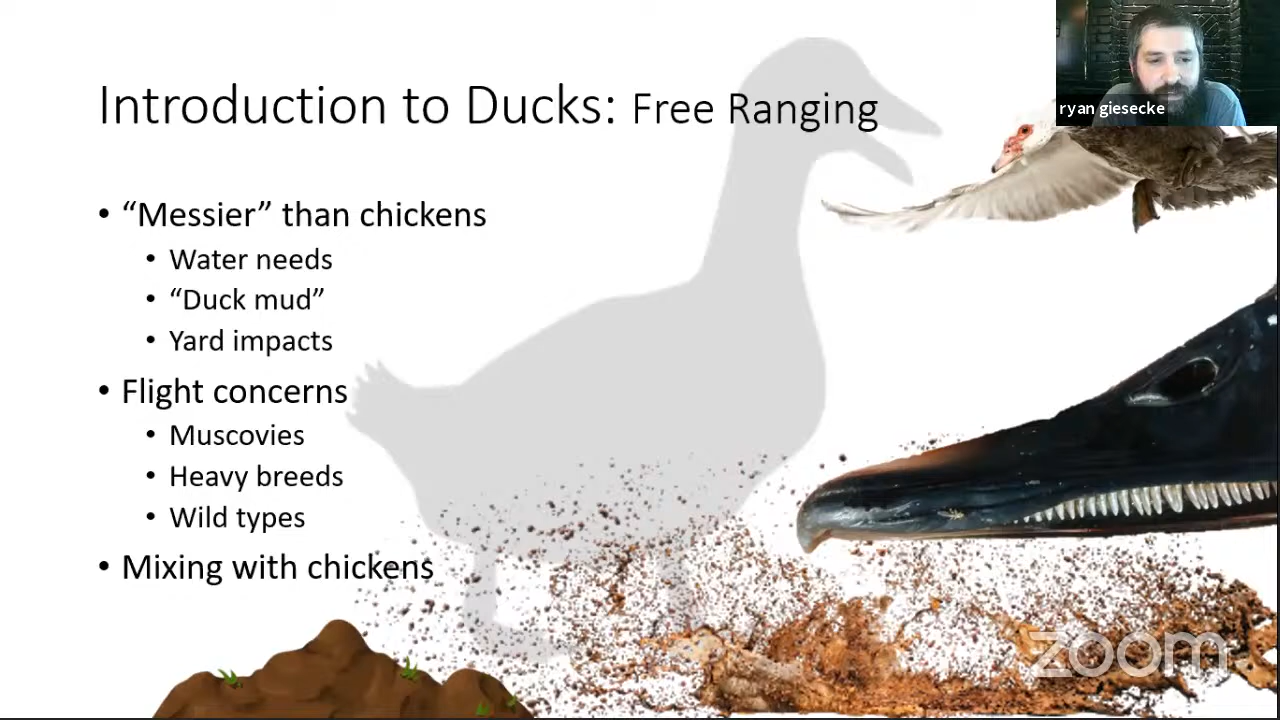 ryan giesecke
Introduction to Ducks: Free Ranging
• “Messier” than chickens
• Water needs
• “Duck mud”
• Yard impacts
• Flight concerns
• Muscovies
• Heavy breeds
• Wild types
• Mixing with chickens
zoom